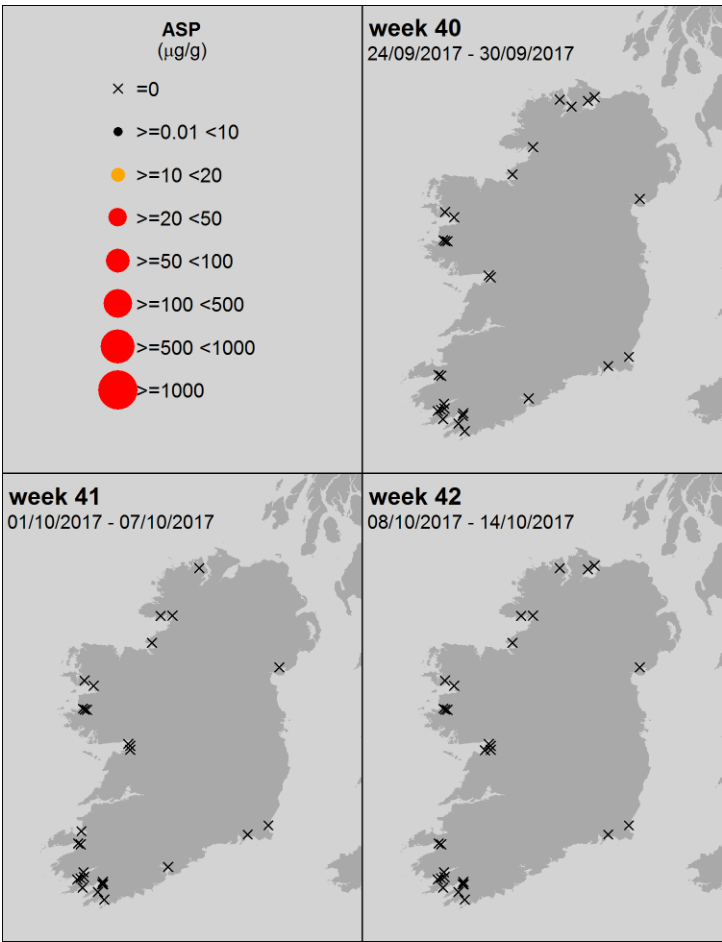 ASP
(µg/g)
=0
>=0.01 <10
>=10 <20
>=20 <50
>=50 <100
>=100 <500
>=500 <1000
>=1000
week 40
24/09/2017 - 30/09/2017
week 41
01/10/2017 - 07/10/2017
week 42
08/10/2017 - 14/10/2017